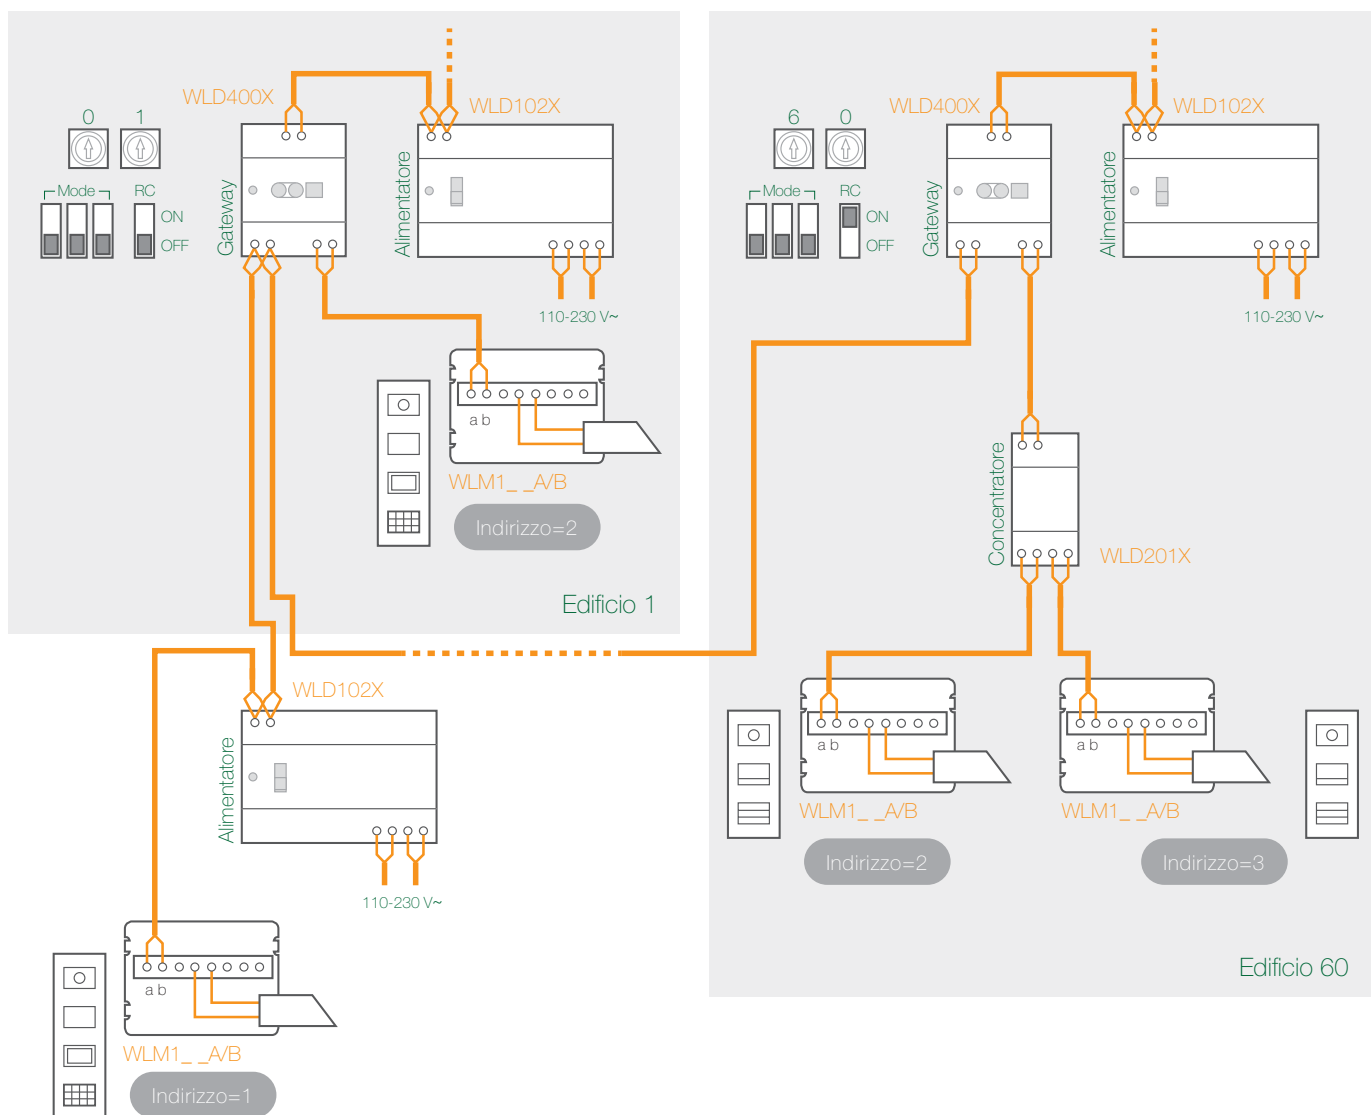 WLD400X
WLD102X
0 1
Mode RC
ON
OFF
Gateway
Alimentatore
110-230 V~
a b
WLM1_ _A/B
Indirizzo=2
Edificio 1
WLD400X
WLD102X
6 0
Mode RC
ON
OFF
Gateway
Alimentatore
110-230 V~
Concentratore
WLD201X
a b
WLM1_ _A/B
Indirizzo=2
a b
WLM1_ _A/B
Indirizzo=3
Edificio 60
WLD102X
Alimentatore
110-230 V~
a b
WLM1_ _A/B
Indirizzo=1